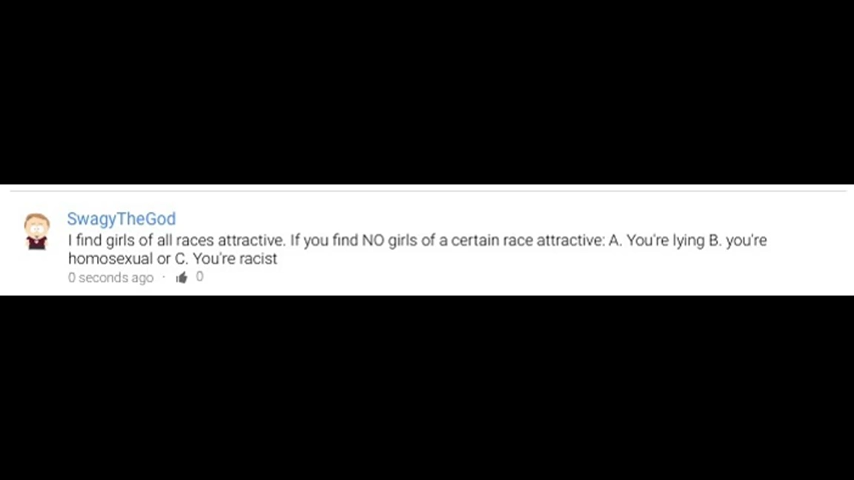 SwagyTheGod
I find girls of all races attractive. If you find NO girls of a certain race attractive: A. You're lying B. you're
homosexual or C. You're racist
0 seconds ago · 0